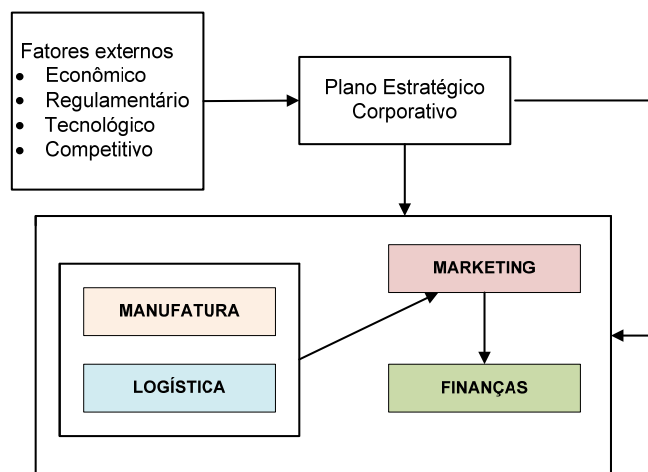 Fatores externos
• Econômico
• Regulamentário
• Tecnológico
• Competitivo
Plano Estratégico
Corporativo
MARKETING
MANUFATURA
LOGÍSTICA
FINANÇAS